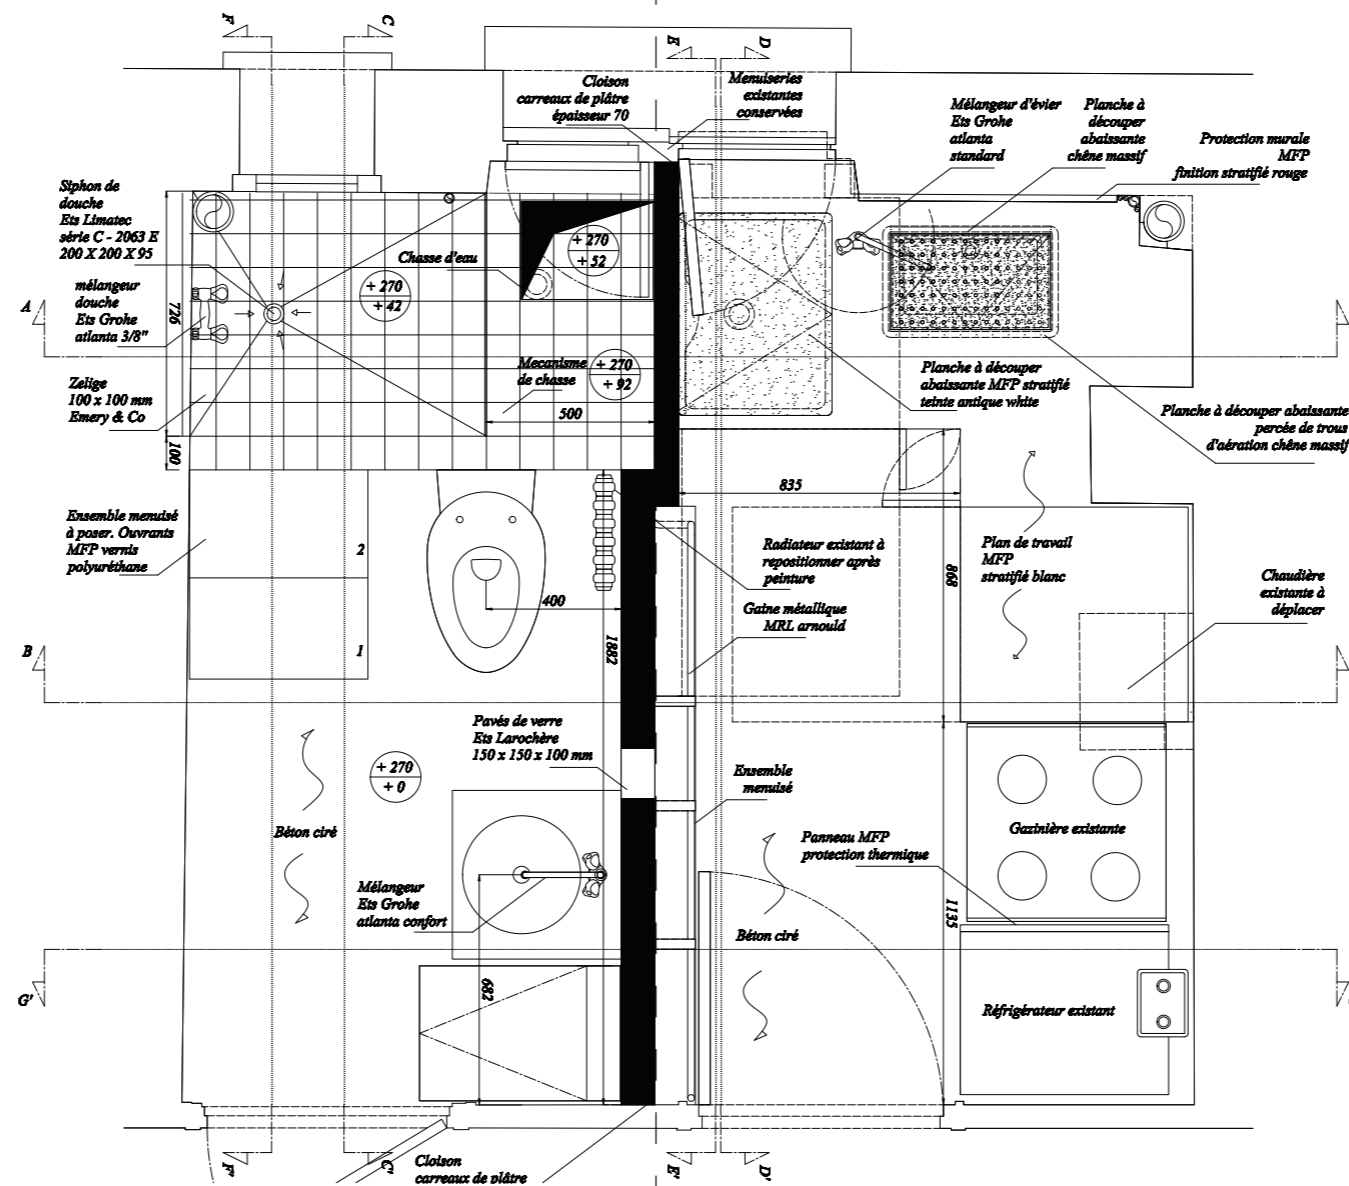 F
C
E
D
Cloison
carreaux de plâtre
épaisseur 70
Menuiseries
existantes
conservées
Mélangeur d'évier
Ets Grohe
atlanta
standard
Planche à
découper
abaissante
chêne massif
Protection murale
MFP
finition stratifié rouge
Siphon de
douche
Ets Limatec
série C - 2063 E
200 X 200 X 95
Chasse d'eau
+ 270
+ 52
+ 270
+ 42
mélangeur
douche
Ets Grohe
atlanta 3/8"
A
726
Mecanisme
de chasse
+ 270
+ 92
500
Zelige
100 x 100 mm
Emery & Co
100
Planche à découper
abaissante MFP stratifié
teinte antique white
Planche à découper abaissante
percée de trous
d'aération chêne massif
835
Ensemble menuisé
à poser. Ouvrants
MFP vernis
polyuréthane
2
1
400
1882
Radiateur existant à
repositionner après
peinture
Gaine métallique
MRL arnould
868
Plan de travail
MFP
stratifié blanc
Chaudière
existante à
déplacer
B
Pavés de verre
Ets Larochère
150 x 150 x 100 mm
+ 270
+ 0
Béton ciré
Ensemble
menuisé
Gazinière existante
Panneau MFP
protection thermique
Mélangeur
Ets Grohe
atlanta confort
1135
Béton ciré
682
G'
Réfrigérateur existant
F'
C'
E'
D'
Cloison
carreaux de plâtre